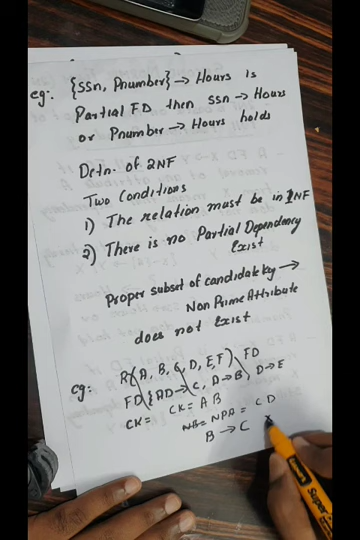 eg:- {SSN, Pnumber} → Hours is
Partial FD then SSN → Hours
or Pnumber → Hours holds
Defn. of 2NF
Two Conditions
1) The relation must be in 1NF
2) There is no Partial Dependency
Exist
Proper subset of candidate key →
Non Prime Attribute
does not Exist
eg: R(A, B, C, D, E, F) FD
FD {AD → C, A → B, D → E
CK = CK = A B
NPA = C D
B → C
Super